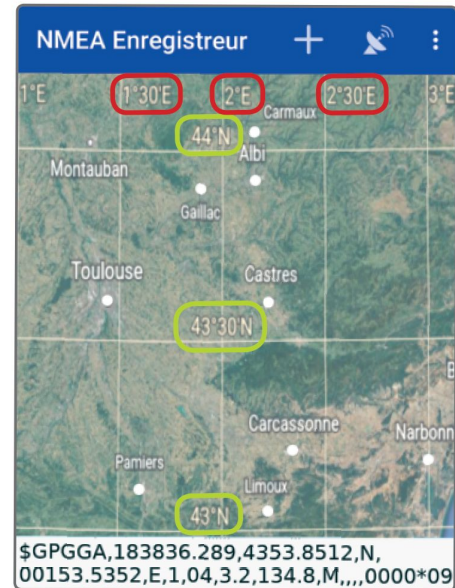 NMEA Enregistreur
1°E 1°30'E 2°E 2°30'E 3°E
Carmaux
44°N
Albi
Montauban
Gaillac
Toulouse
Castres
43°30'N
B
Carcassonne
Narbonn
Pamiers
Limoux
43°N
$GPGGA,183836.289,4353.8512,N,
00153.5352,E,1,04,3.2,134.8,M,,,,0000*09